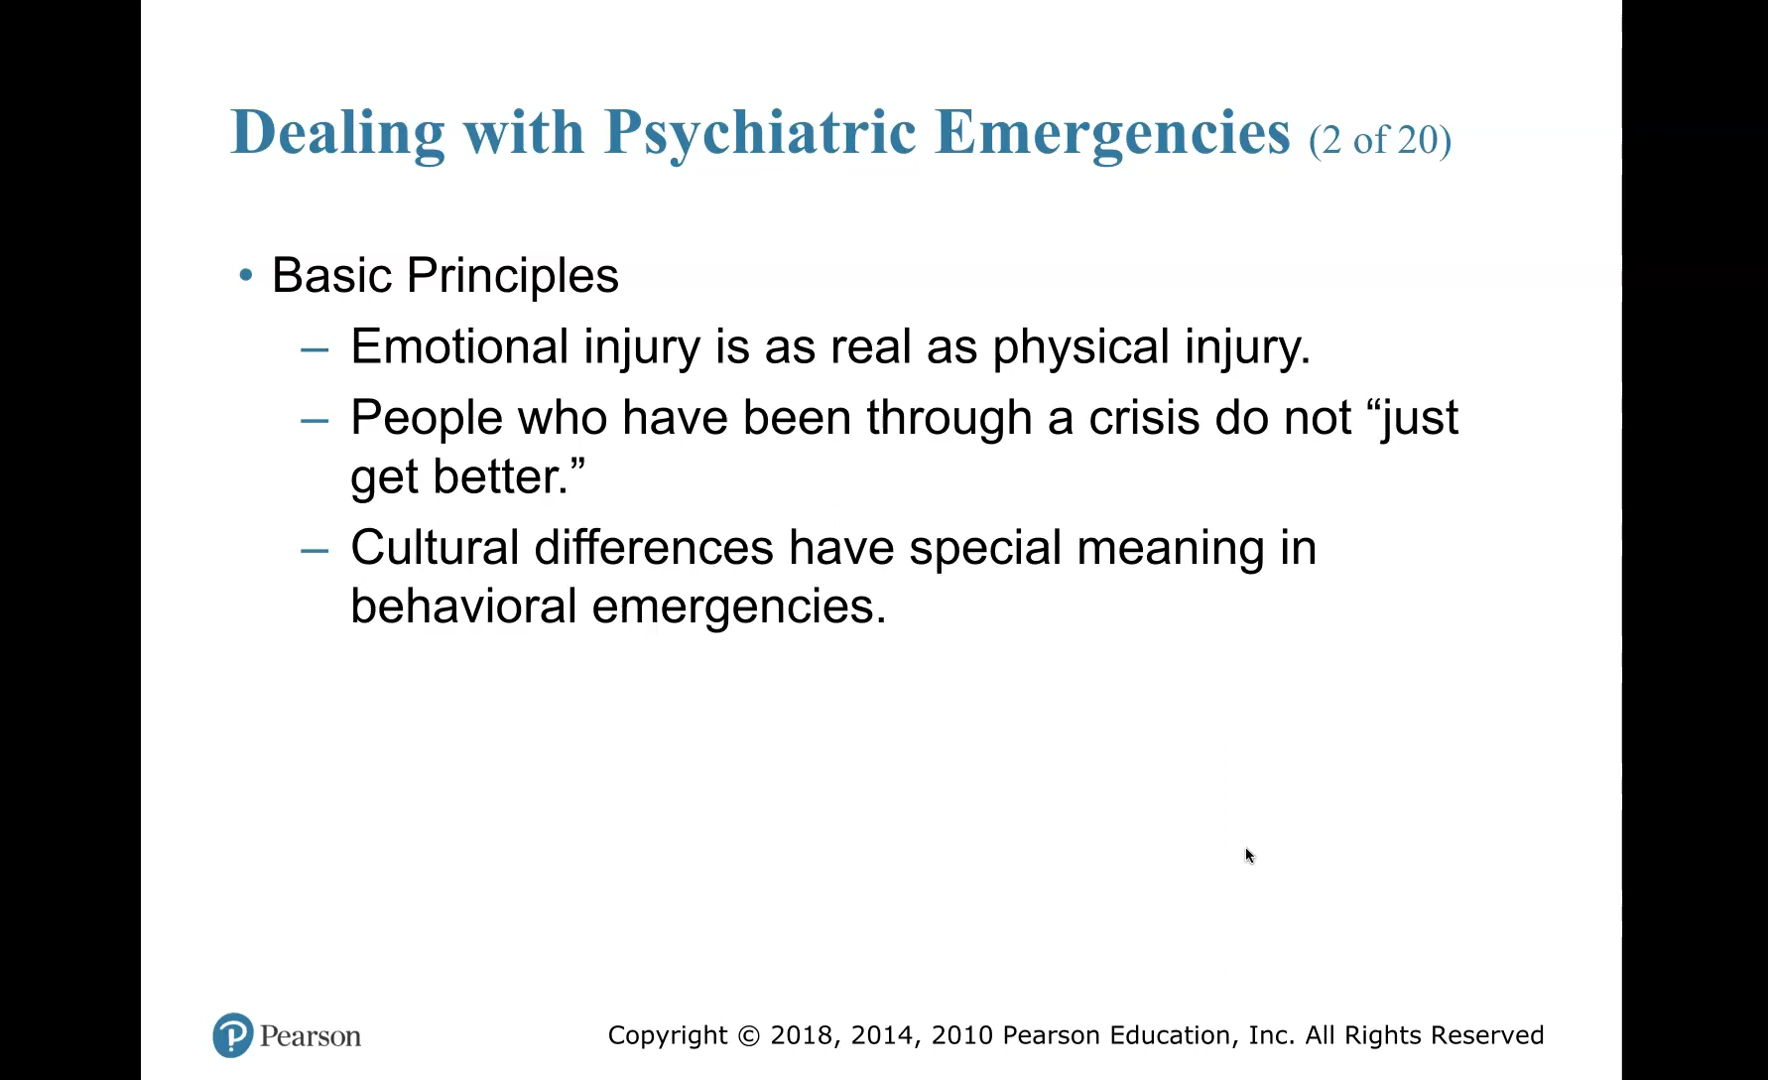 Dealing with Psychiatric Emergencies (2 of 20)
• Basic Principles
– Emotional injury is as real as physical injury.
– People who have been through a crisis do not “just
get better.”
– Cultural differences have special meaning in
behavioral emergencies.
Pearson
Copyright © 2018, 2014, 2010 Pearson Education, Inc. All Rights Reserved